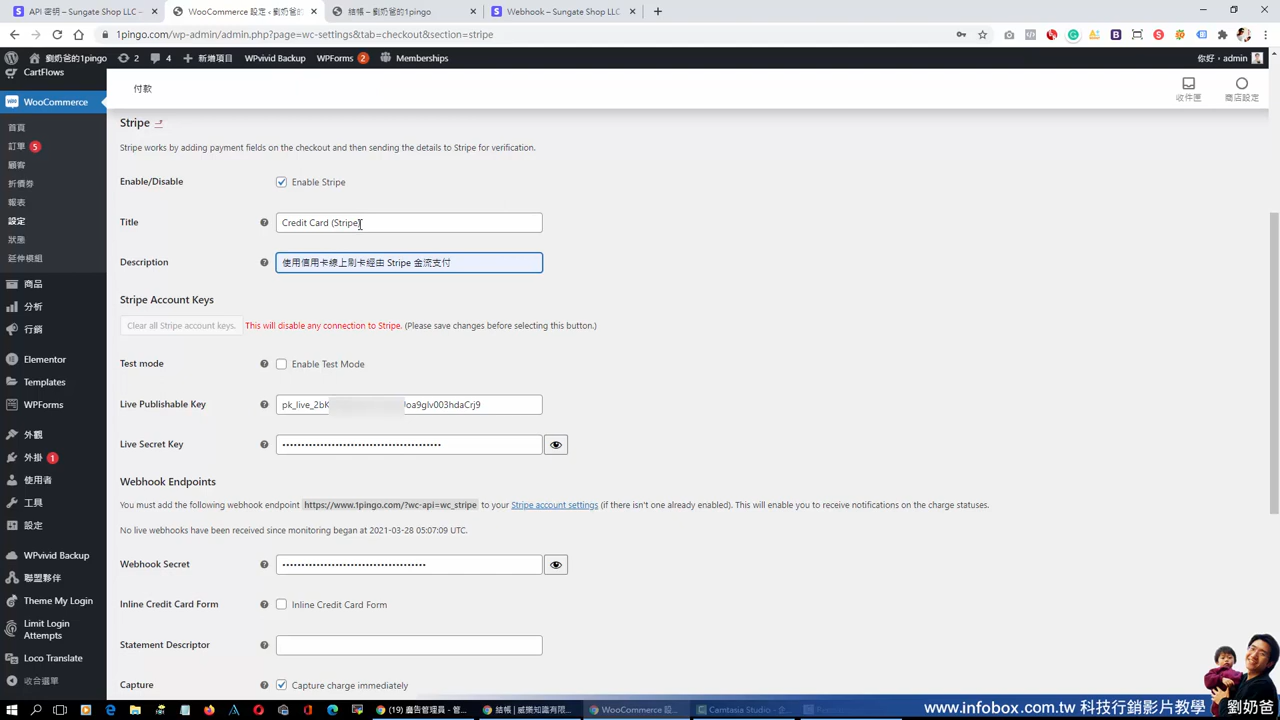 API 密钥 – Sungate Shop LLC –
WooCommerce 設定 ‹ 劉奶爸
結帳 – 劉奶爸的1pingo
Webhook – Sungate Shop LLC
1pingo.com/wp-admin/admin.php?page=wc-settings&tab=checkout&section=stripe
劉奶爸的1pingo
2
4
新增項目
WPvivid Backup
WPForms 2
Memberships
你好，admin
CartFlows
WooCommerce
首頁
訂單 5
顧客
折價券
報表
設定
狀態
延伸模組
商品
分析
行銷
Elementor
Templates
WPForms
外觀
外掛 1
使用者
工具
設定
WPvivid Backup
聯盟夥伴
Theme My Login
Limit Login
Attempts
Loco Translate
收合選單
付款
收件匣
商店設定
Stripe
Stripe works by adding payment fields on the checkout and then sending the details to Stripe for verification.
Enable/Disable
Enable Stripe
Title
Credit Card (Stripe)
Description
使用信用卡線上刷卡經由 Stripe 金流支付
Stripe Account Keys
Clear all Stripe account keys. This will disable any connection to Stripe. (Please save changes before selecting this button.)
Test mode
Enable Test Mode
Live Publishable Key
pk_live_2bK oa9glv003hdaCrj9
Live Secret Key
Webhook Endpoints
You must add the following webhook endpoint https://www.1pingo.com/?wc-api=wc_stripe to your Stripe account settings (if there isn't one already enabled). This will enable you to receive notifications on the charge statuses.
No live webhooks have been received since monitoring began at 2021-03-28 05:07:09 UTC.
Webhook Secret
Inline Credit Card Form
Inline Credit Card Form
Statement Descriptor
Capture
Capture charge immediately
(19) 廣告管理員 - 管...
結帳 | 威樂知識有限...
WooCommerce 設...
Camtasia Studio - 企...
www.infobox.com.tw 科技行銷影片教學
劉奶爸